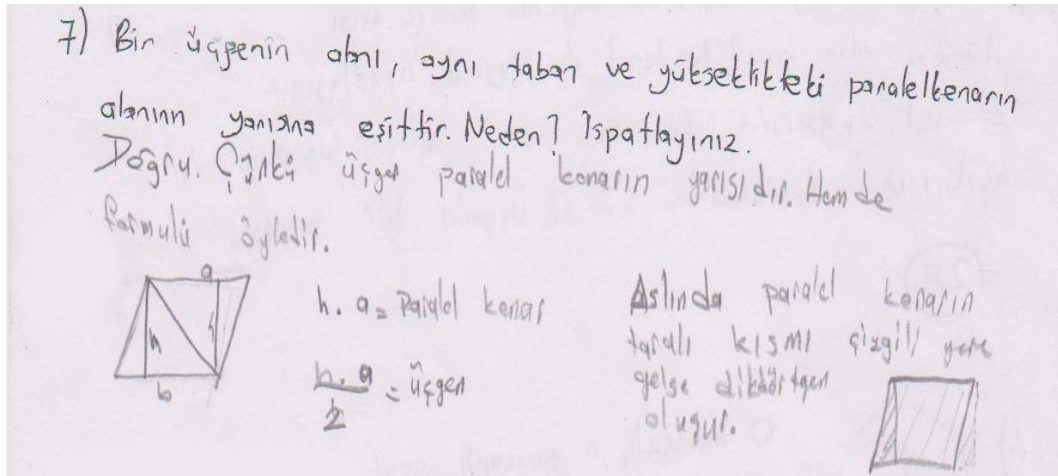 7) Bir üçgenin alanı, aynı taban ve yükseklikteki paralelkenarın
alanının yarısına eşittir. Neden? İspatlayınız.
Doğru. Çünkü üçgen paralel kenarın yarısıdır. Hem de
formülü öyledir.
a
h
h
b
h. a = Paralel kenar
h. a
2
= üçgen
Aslında paralel kenarın
taralı kısmı çizgili yere
gelse dikdörtgen
oluşur.